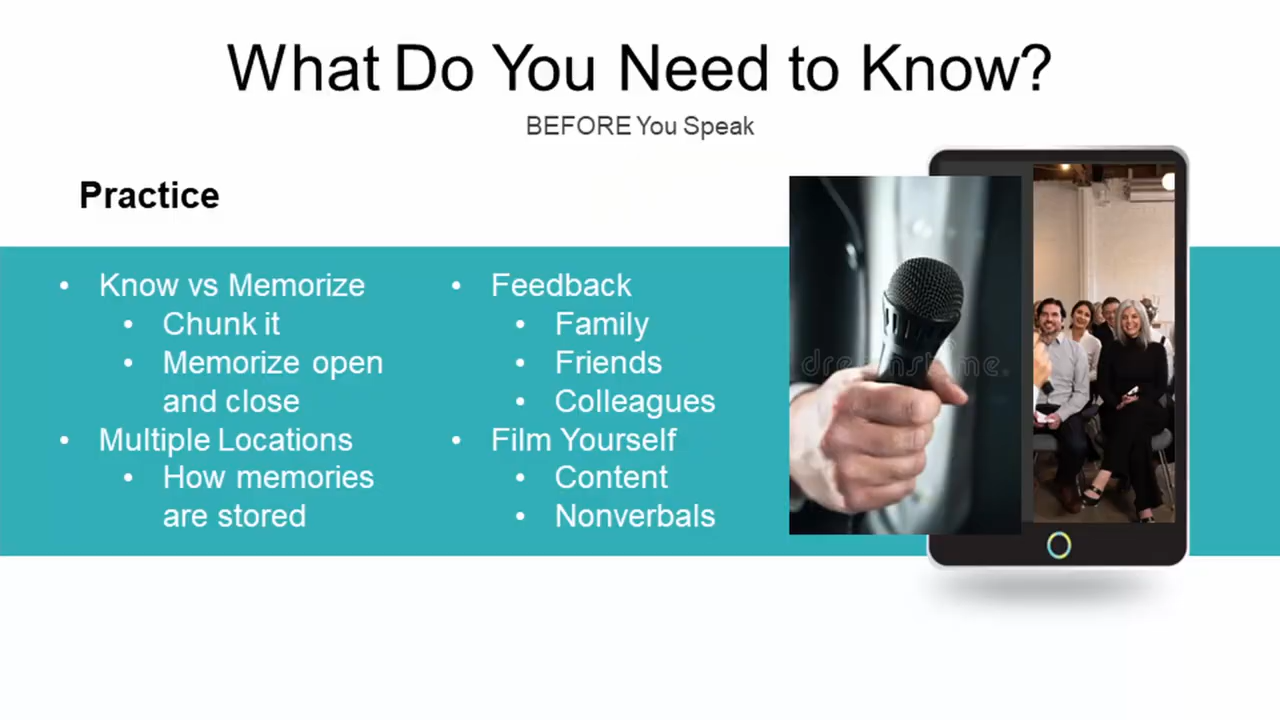 What Do You Need to Know?
BEFORE You Speak
Practice
• Know vs Memorize
• Chunk it
• Memorize open
and close
• Multiple Locations
• How memories
are stored
• Feedback
• Family
• Friends
• Colleagues
• Film Yourself
• Content
• Nonverbals
dreamstime.